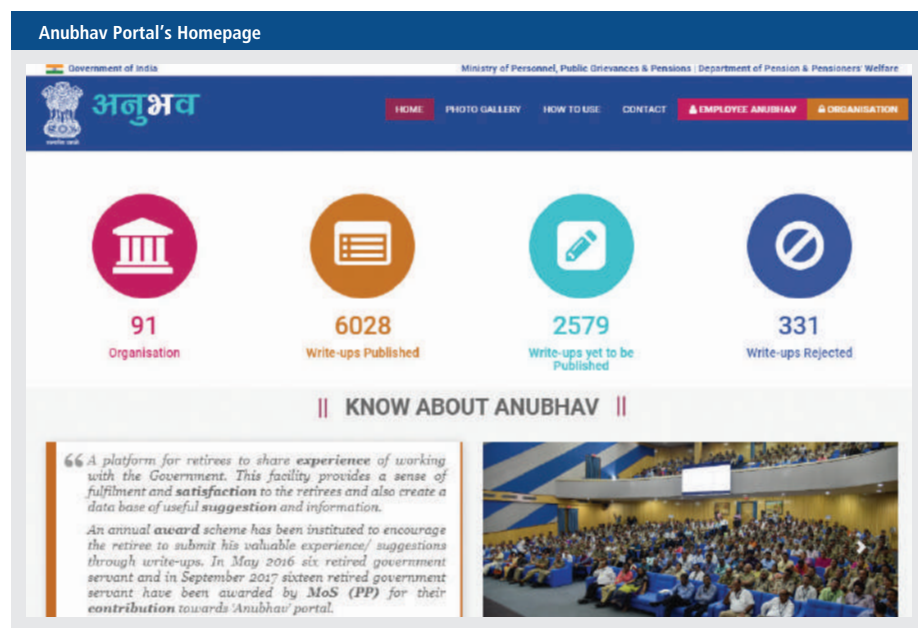 Anubhav Portal's Homepage
Government of India
Ministry of Personnel, Public Grievances & Pensions | Department of Pension & Pensioners' Welfare
अनुभव
HOME PHOTO GALLERY HOW TO USE CONTACT EMPLOYEE ANUBHAV ORGANISATION
91
Organisation
6028
Write-ups Published
2579
Write-ups yet to be
Published
331
Write-ups Rejected
|| KNOW ABOUT ANUBHAV ||
“ A platform for retirees to share experience of working
with the Government. This facility provides a sense of
fulfilment and satisfaction to the retirees and also create a
data base of useful suggestion and information.
An annual award scheme has been instituted to encourage
the retiree to submit his valuable experience/ suggestions
through write-ups. In May 2016 six retired government
servant and in September 2017 sixteen retired government
servant have been awarded by MoS (PP) for their
contribution towards 'Anubhav' portal.